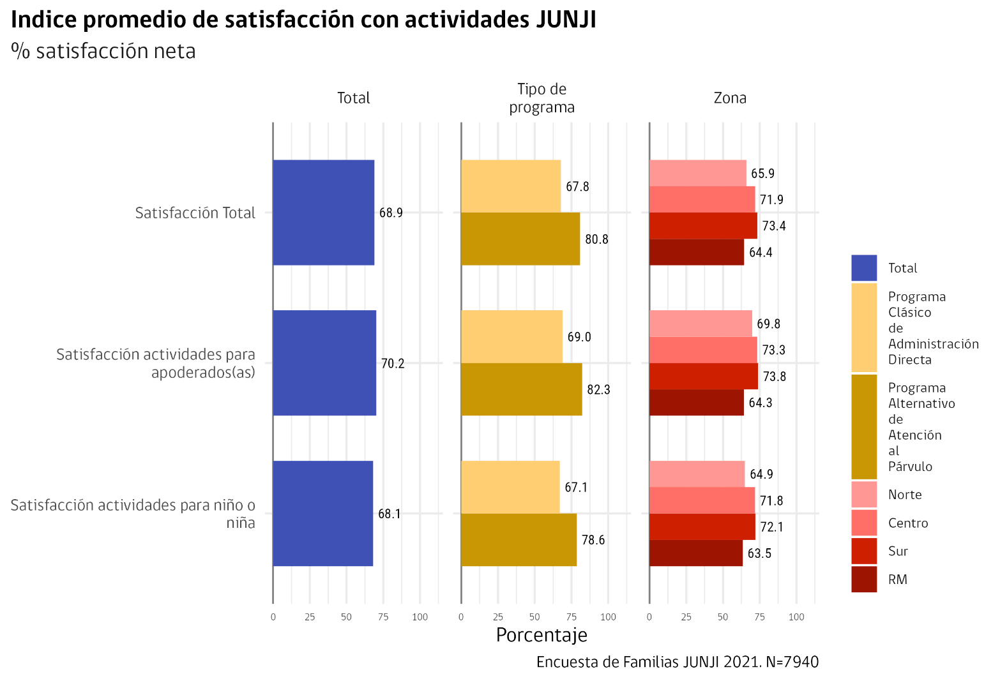 Indice promedio de satisfacción con actividades JUNJI
% satisfacción neta
Total
Tipo de
programa
Zona
Satisfacción Total
68.9
67.8
80.8
65.9
71.9
73.4
64.4
Satisfacción actividades para
apoderados(as)
70.2
69.0
82.3
69.8
73.3
73.8
64.3
Satisfacción actividades para niño o
niña
68.1
67.1
78.6
64.9
71.8
72.1
63.5
0 25 50 75 100
0 25 50 75 100
0 25 50 75 100
Porcentaje
Total
Programa
Clásico
de
Administración
Directa
Programa
Alternativo
de
Atención
al
Párvulo
Norte
Centro
Sur
RM
Encuesta de Familias JUNJI 2021. N=7940